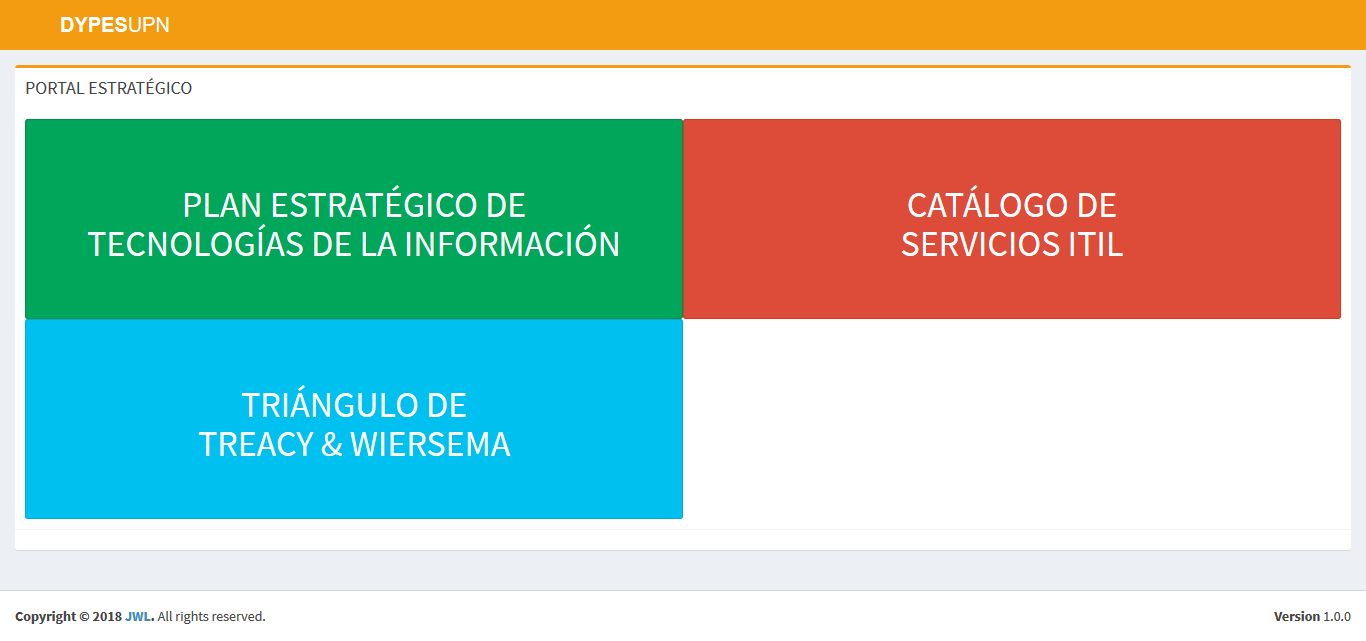 DYPESUPN
PORTAL ESTRATÉGICO
PLAN ESTRATÉGICO DE
TECNOLOGÍAS DE LA INFORMACIÓN
CATÁLOGO DE
SERVICIOS ITIL
TRIÁNGULO DE
TREACY & WIERSEMA
Copyright © 2018 JWL. All rights reserved.
Version 1.0.0